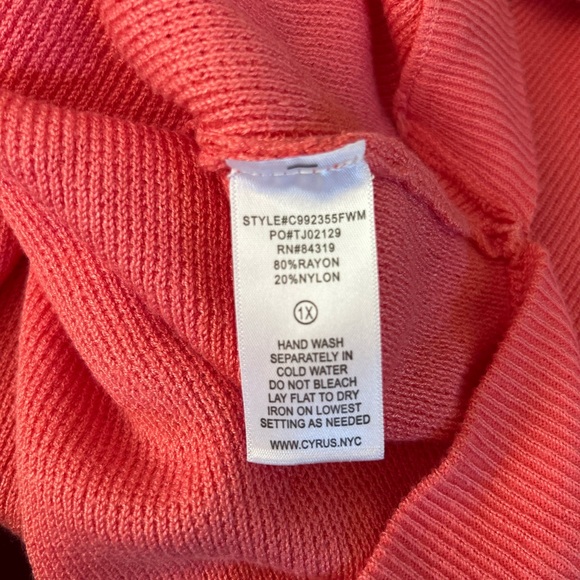 STYLE#C992355FWM
PO#TJ02129
RN#84319
80%RAYON
20%NYLON
1X
HAND WASH
SEPARATELY IN
COLD WATER
DO NOT BLEACH
LAY FLAT TO DRY
IRON ON LOWEST
SETTING AS NEEDED
WWW.CYRUS.NYC